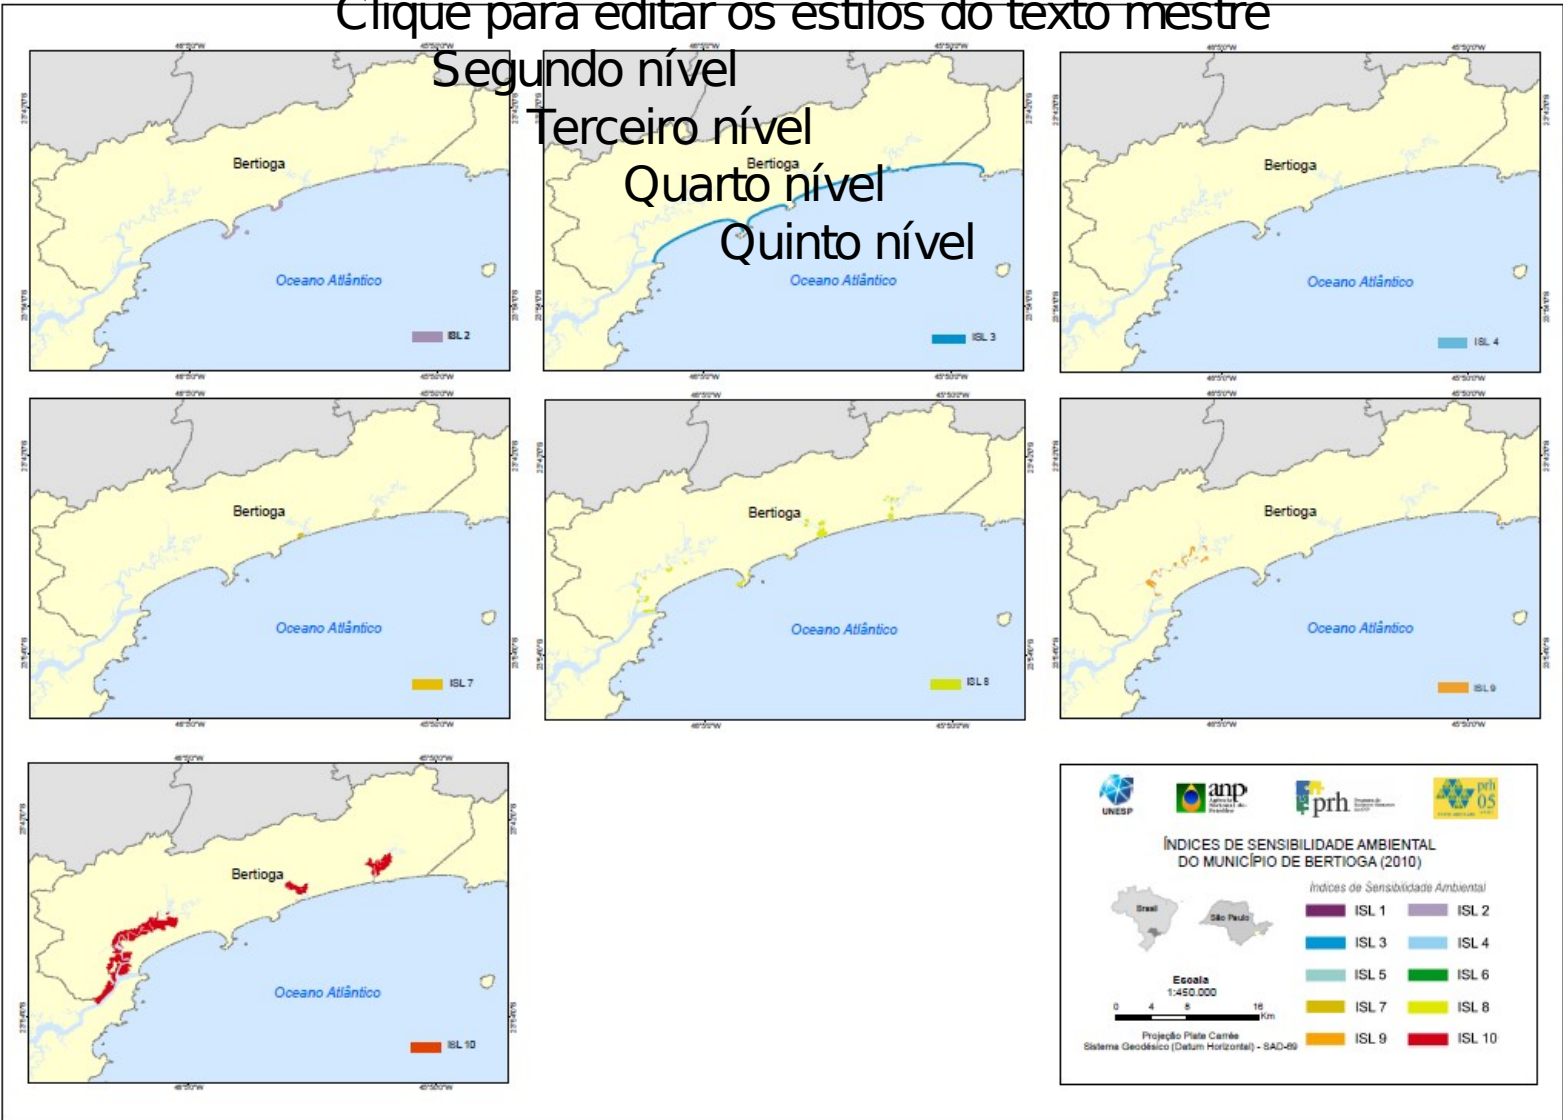 Clique para editar os estilos do texto mestre
Segundo nível
Terceiro nível
Quarto nível
Quinto nível
Bertioga
Oceano Atlântico
ISL 2
Bertioga
Oceano Atlântico
ISL 3
Bertioga
Oceano Atlântico
ISL 4
Bertioga
Oceano Atlântico
ISL 7
Bertioga
Oceano Atlântico
ISL 8
Bertioga
Oceano Atlântico
ISL 9
Bertioga
Oceano Atlântico
ISL 10
UNESP
anp
prh
prh
05
ÍNDICES DE SENSIBILIDADE AMBIENTAL
DO MUNICÍPIO DE BERTIOGA (2010)
Índices de Sensibilidade Ambiental
Brasil
São Paulo
ISL 1 ISL 2
ISL 3 ISL 4
ISL 5 ISL 6
ISL 7 ISL 8
ISL 9 ISL 10
Escala
1:450.000
0 4 8 16
Km
Projeção Plate Carrée
Sistema Geodésico (Datum Horizontal) - SAD-69